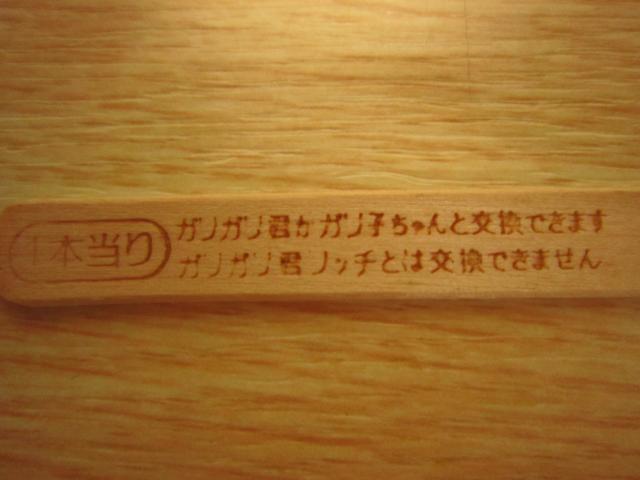 1本当り
ガリガリ君かガリ子ちゃんと交換できます
ガリガリ君リッチとは交換できません